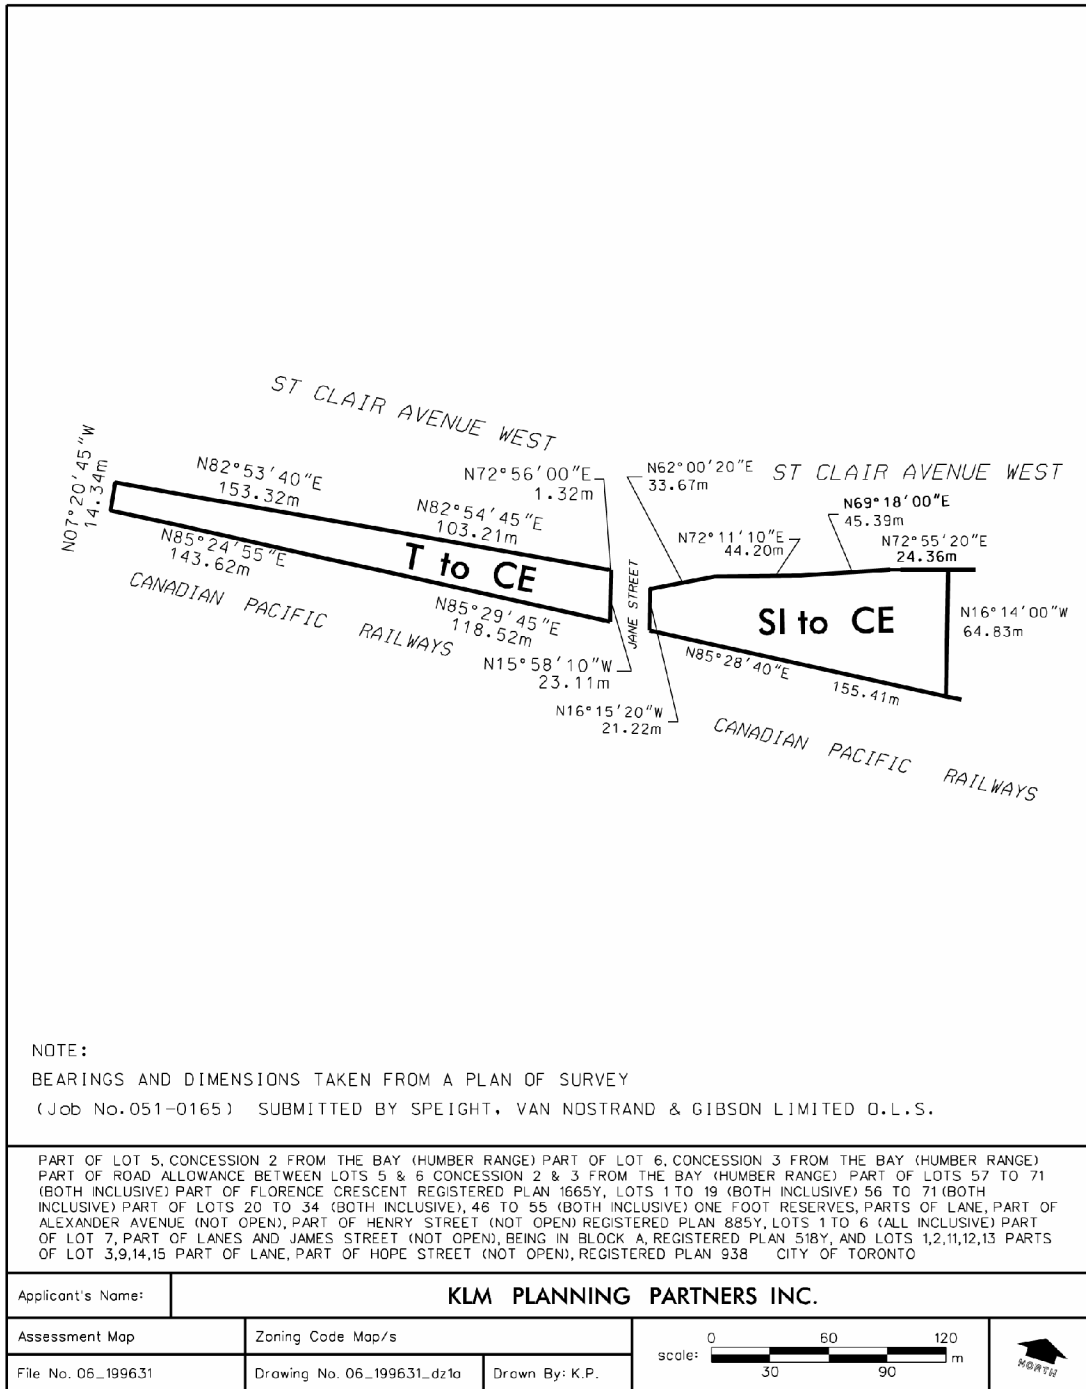 ST CLAIR AVENUE WEST
N07°20'45"W
14.34m
N82°53'40"E
153.32m
N72°56'00"E
1.32m
N82°54'45"E
103.21m
N85°24'55"E
143.62m
T to CE
CANADIAN PACIFIC RAILWAYS
N85°29'45"E
118.52m
N15°58'10"W
23.11m
JANE STREET
N16°15'20"W
21.22m
N62°00'20"E
33.67m
ST CLAIR AVENUE WEST
N69°18'00"E
45.39m
N72°11'10"E
44.20m
N72°55'20"E
24.36m
SI to CE
N16°14'00"W
64.83m
N85°28'40"E
155.41m
CANADIAN PACIFIC RAILWAYS
NOTE:
BEARINGS AND DIMENSIONS TAKEN FROM A PLAN OF SURVEY
(Job No.051-0165) SUBMITTED BY SPEIGHT, VAN NOSTRAND & GIBSON LIMITED O.L.S.
PART OF LOT 5, CONCESSION 2 FROM THE BAY (HUMBER RANGE) PART OF LOT 6, CONCESSION 3 FROM THE BAY (HUMBER RANGE)
PART OF ROAD ALLOWANCE BETWEEN LOTS 5 & 6 CONCESSION 2 & 3 FROM THE BAY (HUMBER RANGE) PART OF LOTS 57 TO 71
(BOTH INCLUSIVE) PART OF FLORENCE CRESCENT REGISTERED PLAN 1665Y, LOTS 1 TO 19 (BOTH INCLUSIVE) 56 TO 71 (BOTH
INCLUSIVE) PART OF LOTS 20 TO 34 (BOTH INCLUSIVE), 46 TO 55 (BOTH INCLUSIVE) ONE FOOT RESERVES, PARTS OF LANE, PART OF
ALEXANDER AVENUE (NOT OPEN), PART OF HENRY STREET (NOT OPEN) REGISTERED PLAN 885Y, LOTS 1 TO 6 (ALL INCLUSIVE) PART
OF LOT 7, PART OF LANES AND JAMES STREET (NOT OPEN), BEING IN BLOCK A, REGISTERED PLAN 518Y, AND LOTS 1,2,11,12,13 PARTS
OF LOT 3,9,14,15 PART OF LANE, PART OF HOPE STREET (NOT OPEN), REGISTERED PLAN 938 CITY OF TORONTO
Applicant's Name: KLM PLANNING PARTNERS INC.
Assessment Map
Zoning Code Map/s
File No. 06_199631
Drawing No. 06_199631_dz1a
Drawn By: K.P.
scale:
0 60 120
m
30 90
NORTH